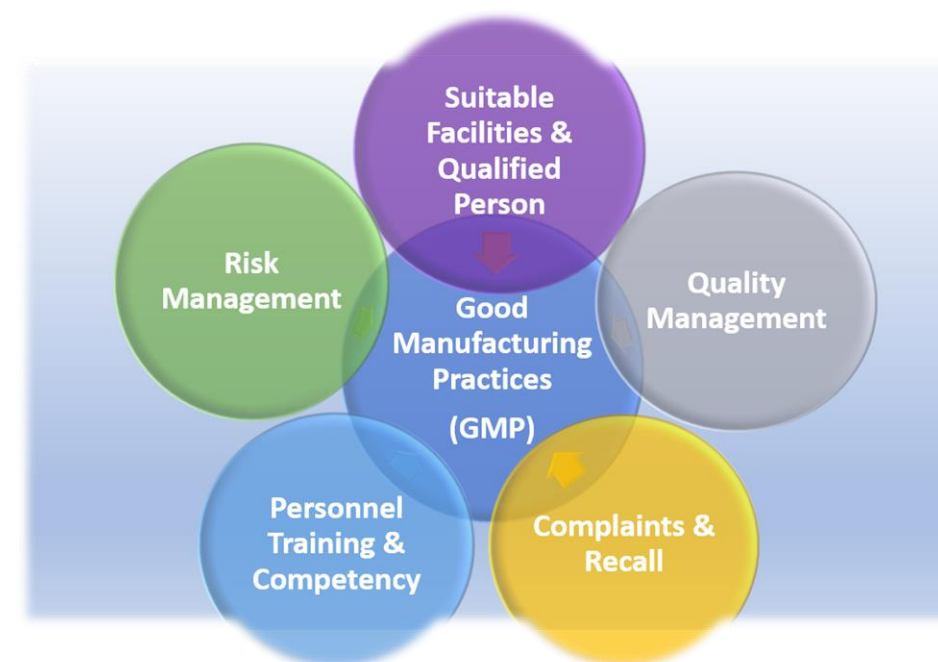 Suitable
Facilities &
Qualified
Person
Risk
Management
Quality
Management
Good
Manufacturing
Practices
(GMP)
Personnel
Training &
Competency
Complaints &
Recall